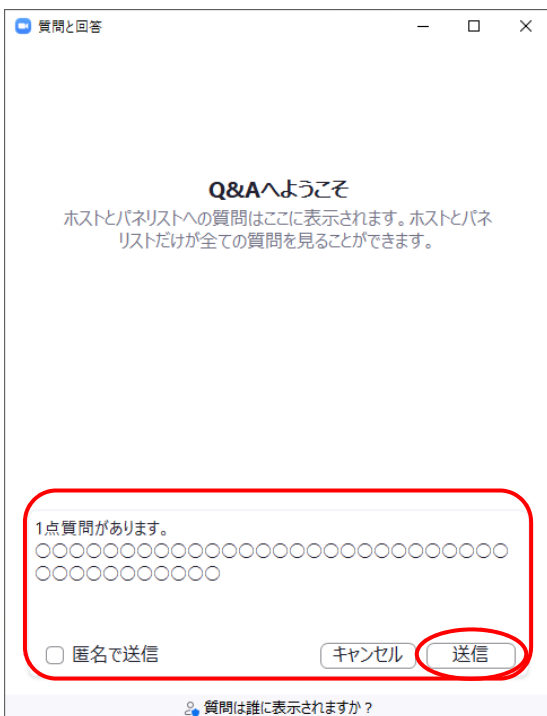 質問と回答
Q&Aへようこそ
ホストとパネリストへの質問はここに表示されます。ホストとパネ
リストだけが全ての質問を見ることができます。
1点質問があります。
○○○○○○○○○○○○○○○○○○○○○○○○○○○○
○○○○○○○○○○○
匿名で送信 キャンセル 送信
質問は誰に表示されますか？